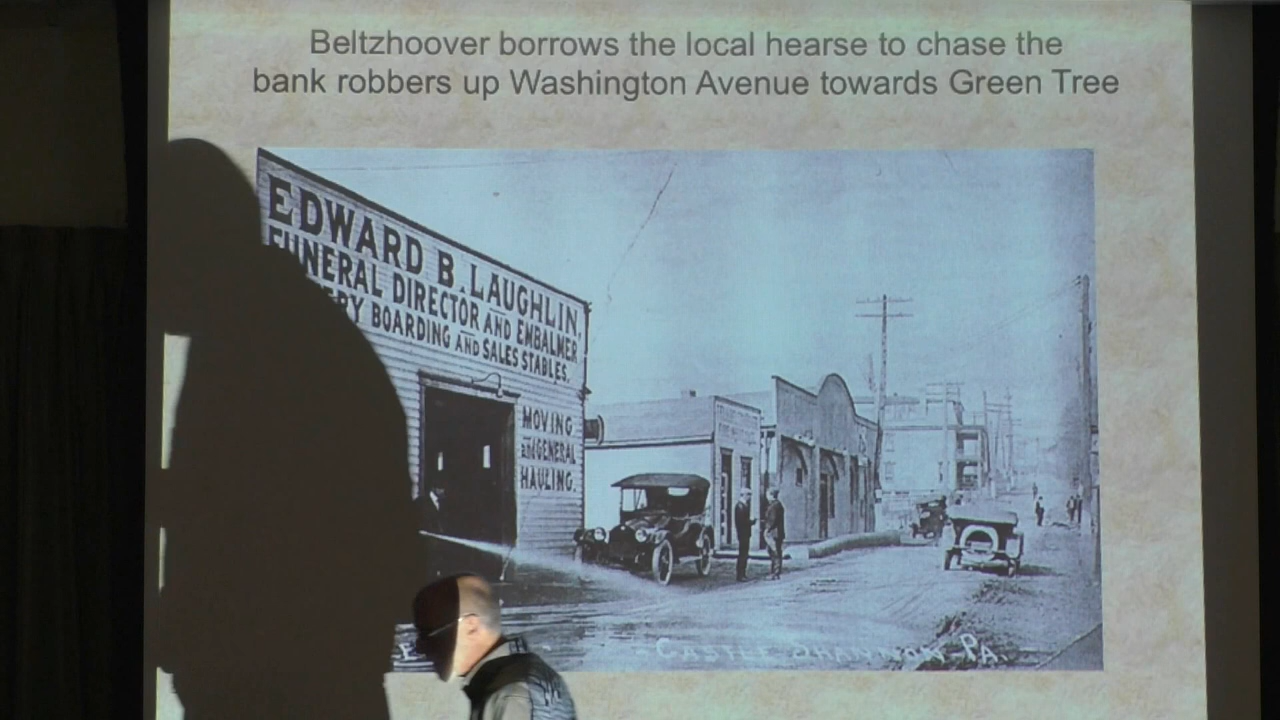 Beltzhoover borrows the local hearse to chase the
bank robbers up Washington Avenue towards Green Tree
EDWARD B. LAUGHLIN,
FUNERAL DIRECTOR AND EMBALMER
BOARDING AND SALES STABLES.
MOVING
and GENERAL
HAULING.
- CASTLE SHANNON - PA.